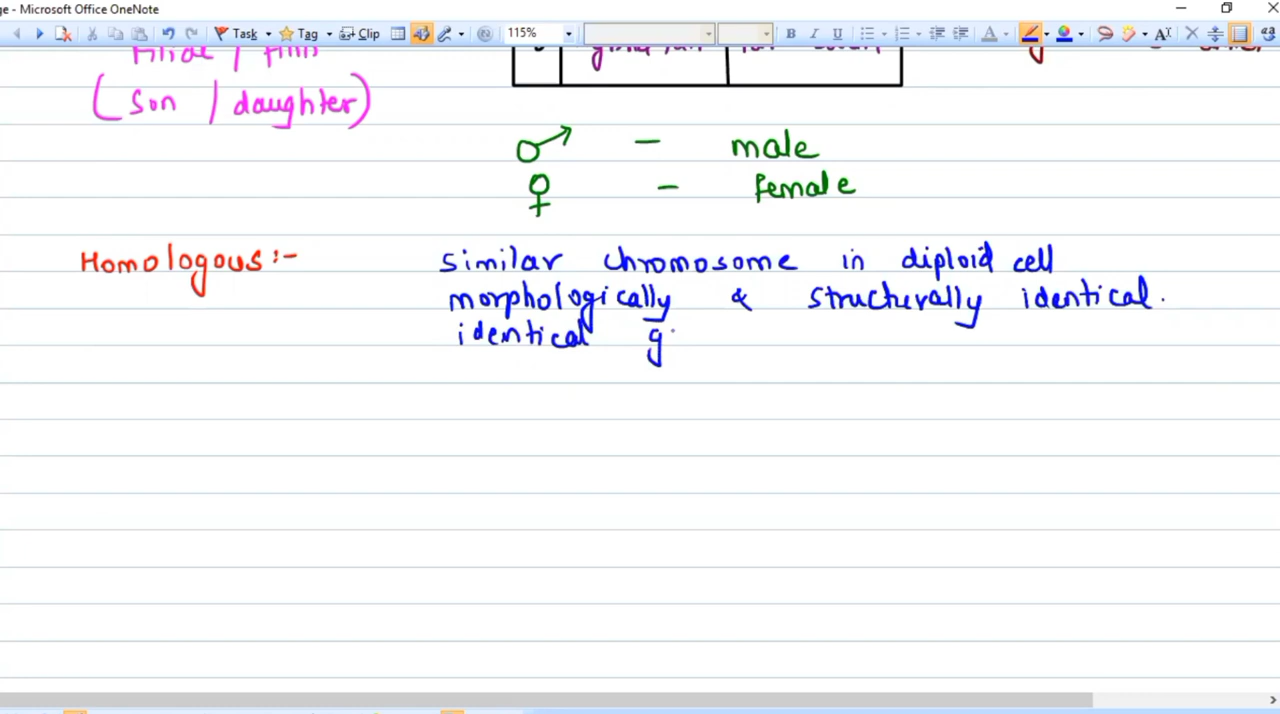 ge - Microsoft Office OneNote
Task Tag Clip 115% B I U
(son / daughter)
♂ - male
♀ - female
Homologous :- similar chromosome in diploid cell
morphologically & structurally identical.
identical g